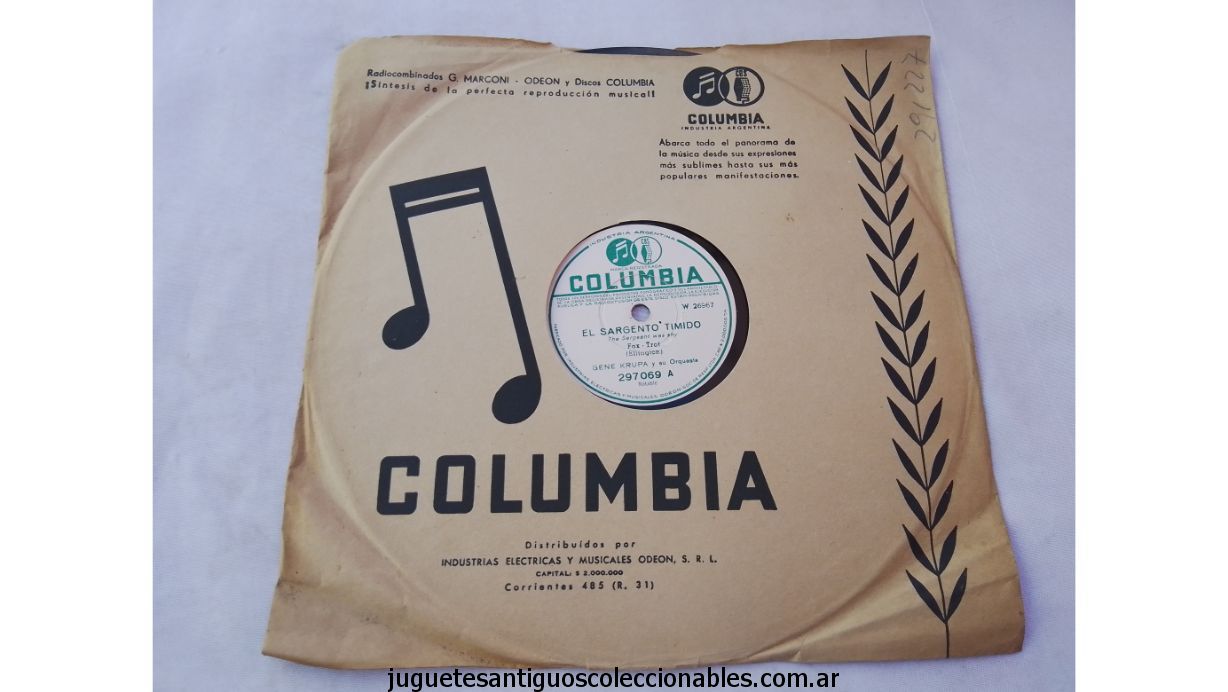 Radiocombinados G. MARCONI - ODEON y Discos COLUMBIA
¡Síntesis de la perfecta reproducción musical!
COLUMBIA
INDUSTRIA ARGENTINA
Abarca todo el panorama de
la música desde sus expresiones
más sublimes hasta sus más
populares manifestaciones.
291227
INDUSTRIA ARGENTINA
MARCA REGISTRADA
COLUMBIA
W 26967
EL SARGENTO TIMIDO
The Sergeant was shy
Fox-Trot
(Ellington)
GENE KRUPA y su Orquesta
297069 A
COLUMBIA
Distribuídos por
INDUSTRIAS ELECTRICAS Y MUSICALES ODEON, S. R. L.
CAPITAL: $ 2.000.000
Corrientes 485 (R. 31)
juguetesantiguoscoleccionables.com.ar